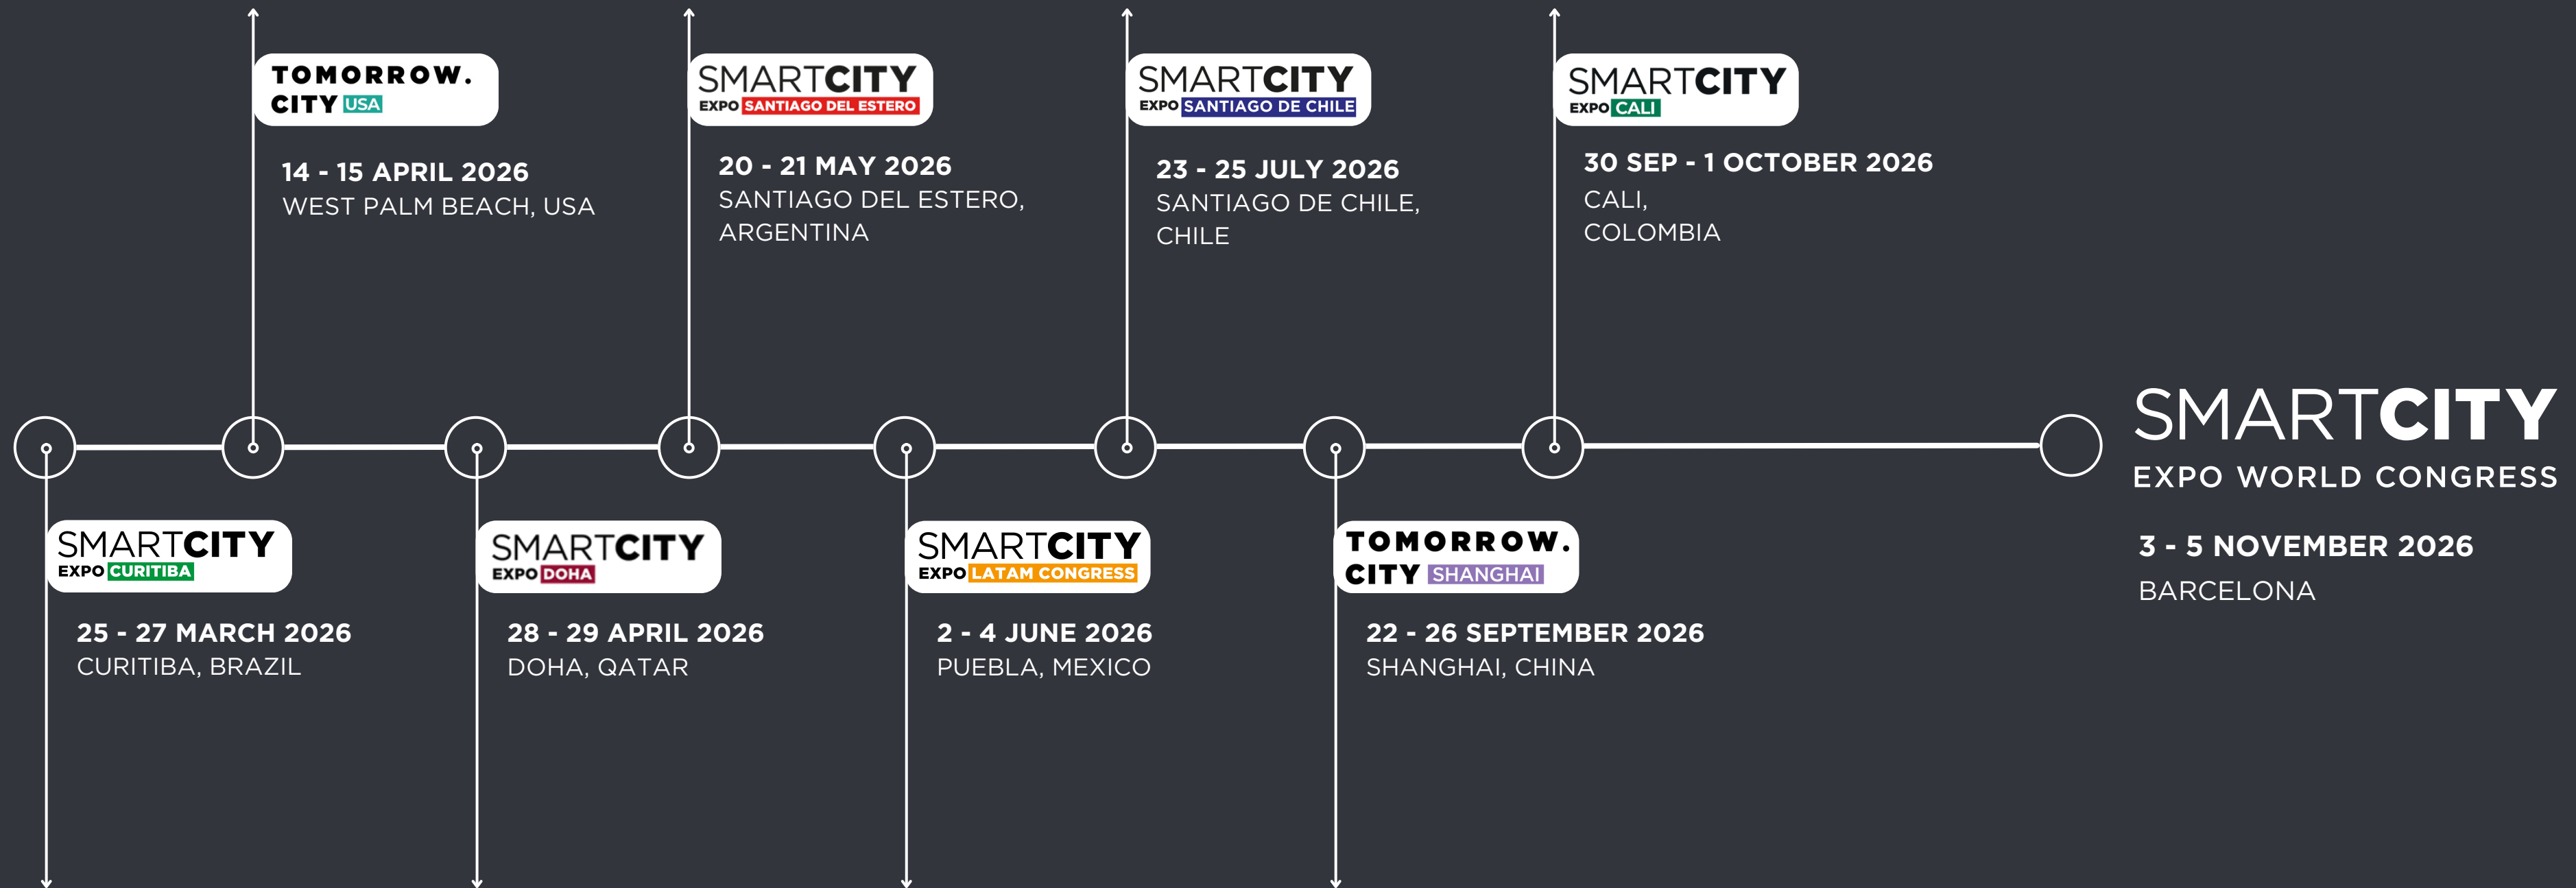 TOMORROW.
CITY USA
14 - 15 APRIL 2026
WEST PALM BEACH, USA
SMARTCITY
EXPO SANTIAGO DEL ESTERO
20 - 21 MAY 2026
SANTIAGO DEL ESTERO,
ARGENTINA
SMARTCITY
EXPO SANTIAGO DE CHILE
23 - 25 JULY 2026
SANTIAGO DE CHILE,
CHILE
SMARTCITY
EXPO CALI
30 SEP - 1 OCTOBER 2026
CALI,
COLOMBIA
SMARTCITY
EXPO CURITIBA
25 - 27 MARCH 2026
CURITIBA, BRAZIL
SMARTCITY
EXPO DOHA
28 - 29 APRIL 2026
DOHA, QATAR
SMARTCITY
EXPO LATAM CONGRESS
2 - 4 JUNE 2026
PUEBLA, MEXICO
TOMORROW.
CITY SHANGHAI
22 - 26 SEPTEMBER 2026
SHANGHAI, CHINA
SMARTCITY
EXPO WORLD CONGRESS
3 - 5 NOVEMBER 2026
BARCELONA